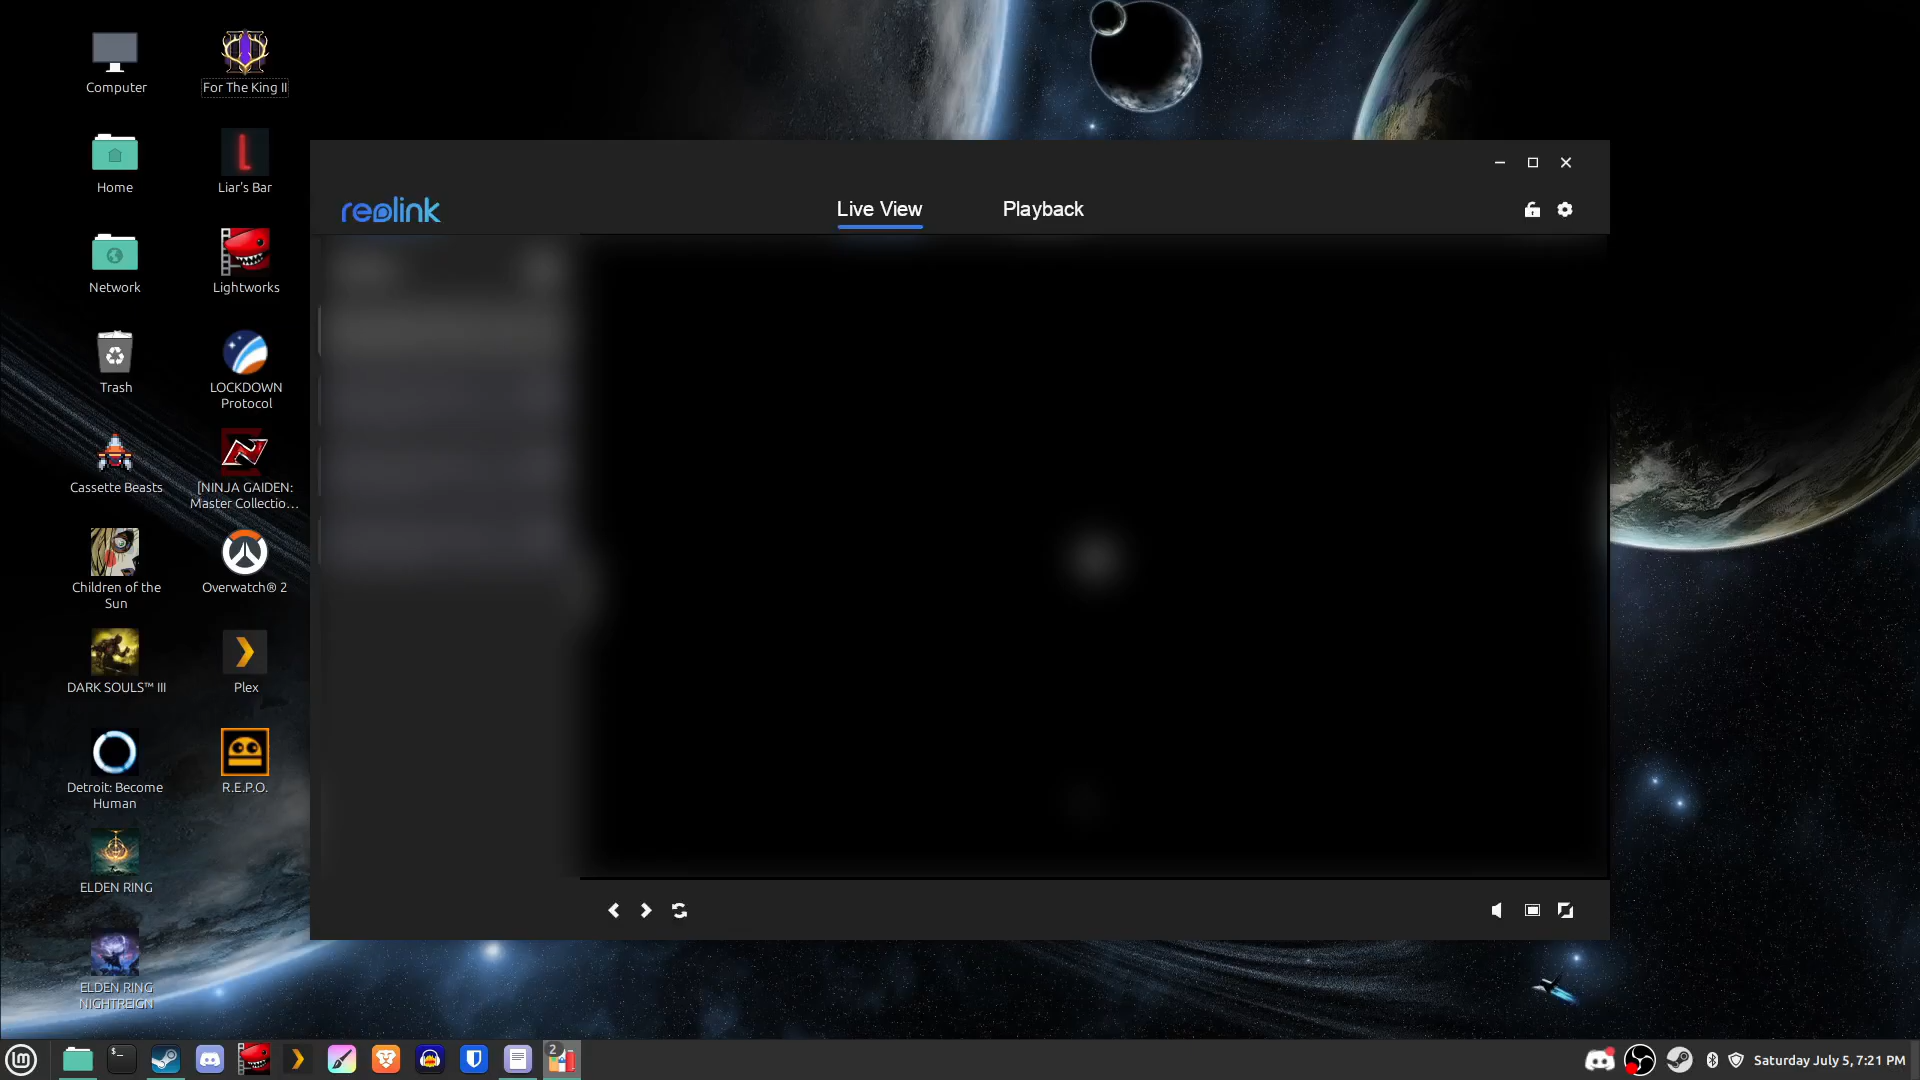 Computer
For The King II
Home
Liar's Bar
Network
Lightworks
Trash
LOCKDOWN
Protocol
Cassette Beasts
[NINJA GAIDEN:
Master Collectio...
Children of the
Sun
Overwatch® 2
DARK SOULS™ III
Plex
Detroit: Become
Human
R.E.P.O.
ELDEN RING
ELDEN RING
NIGHTREIGN
reolink
Live View
Playback
2
Saturday July 5, 7:21 PM